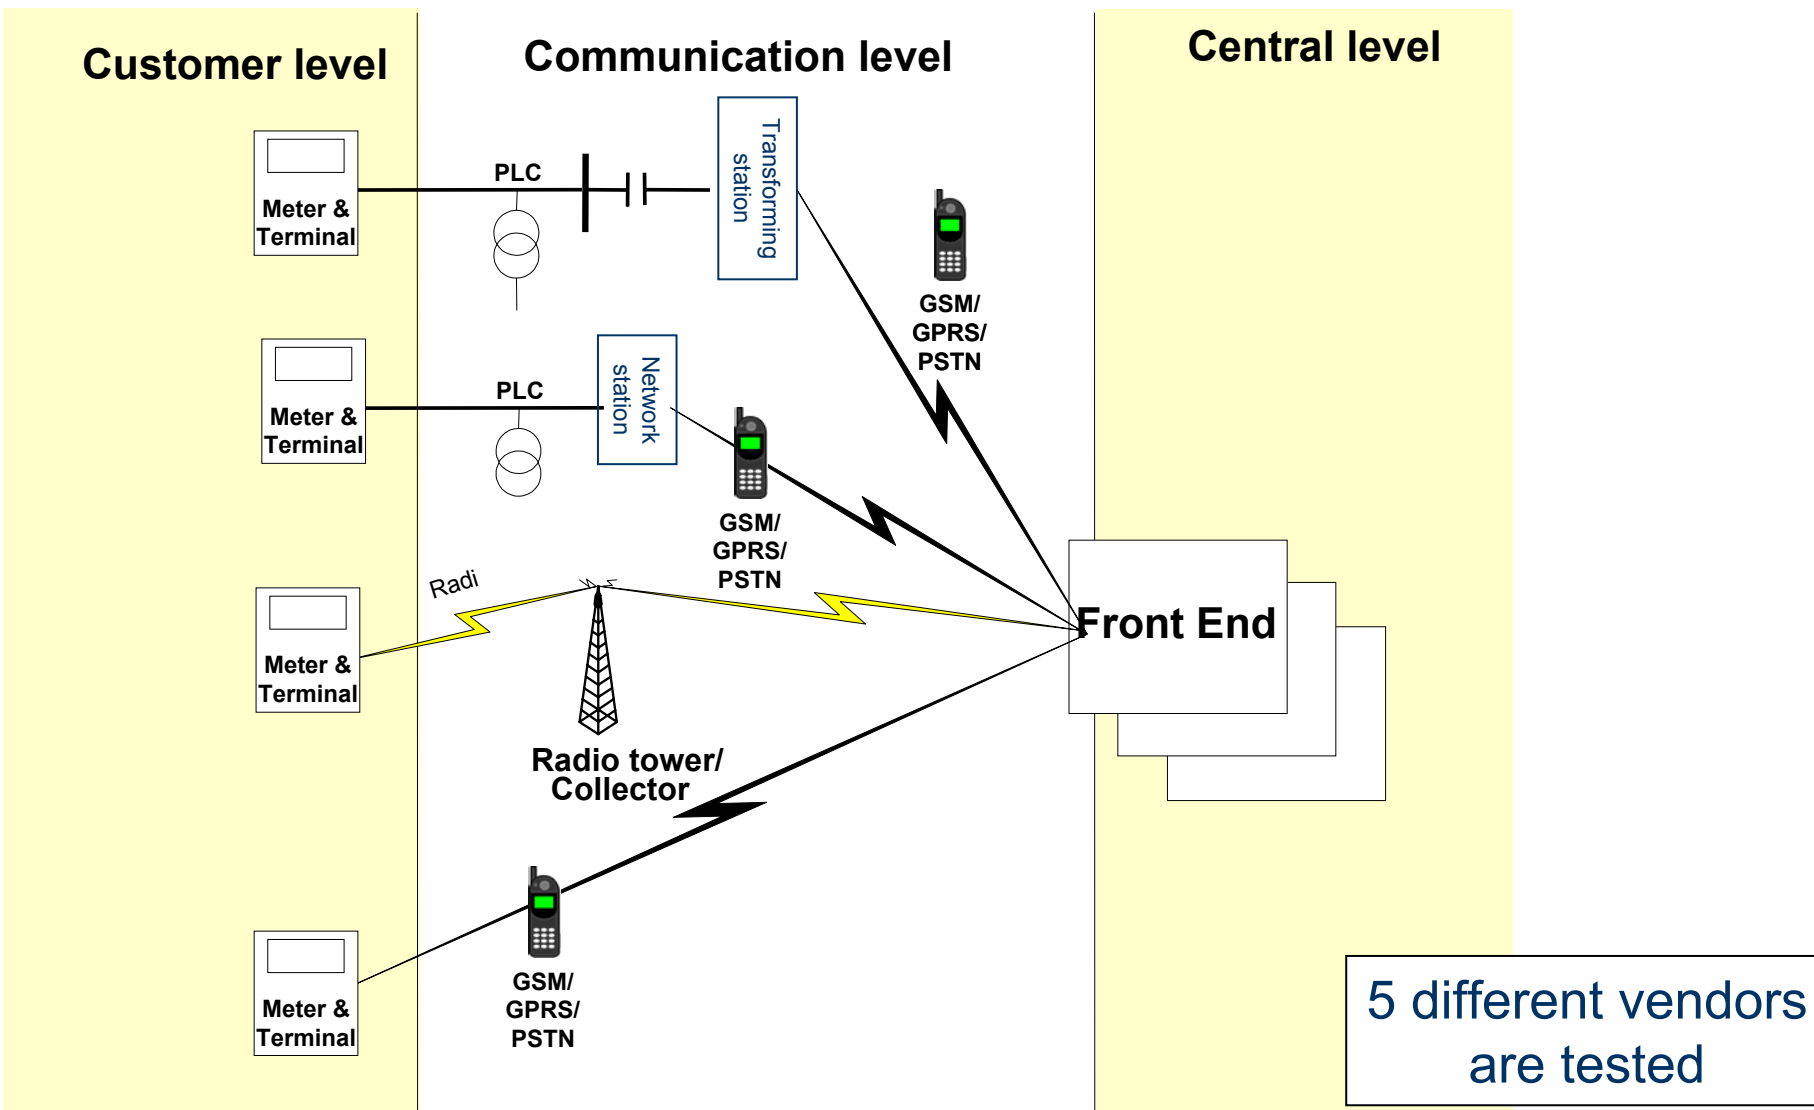 Customer level
Communication level
Central level
Meter &
Terminal
PLC
Transforming
station
GSM/
GPRS/
PSTN
Meter &
Terminal
PLC
Network
station
GSM/
GPRS/
PSTN
Meter &
Terminal
Radi
Radio tower/
Collector
Front End
Meter &
Terminal
GSM/
GPRS/
PSTN
5 different vendors
are tested